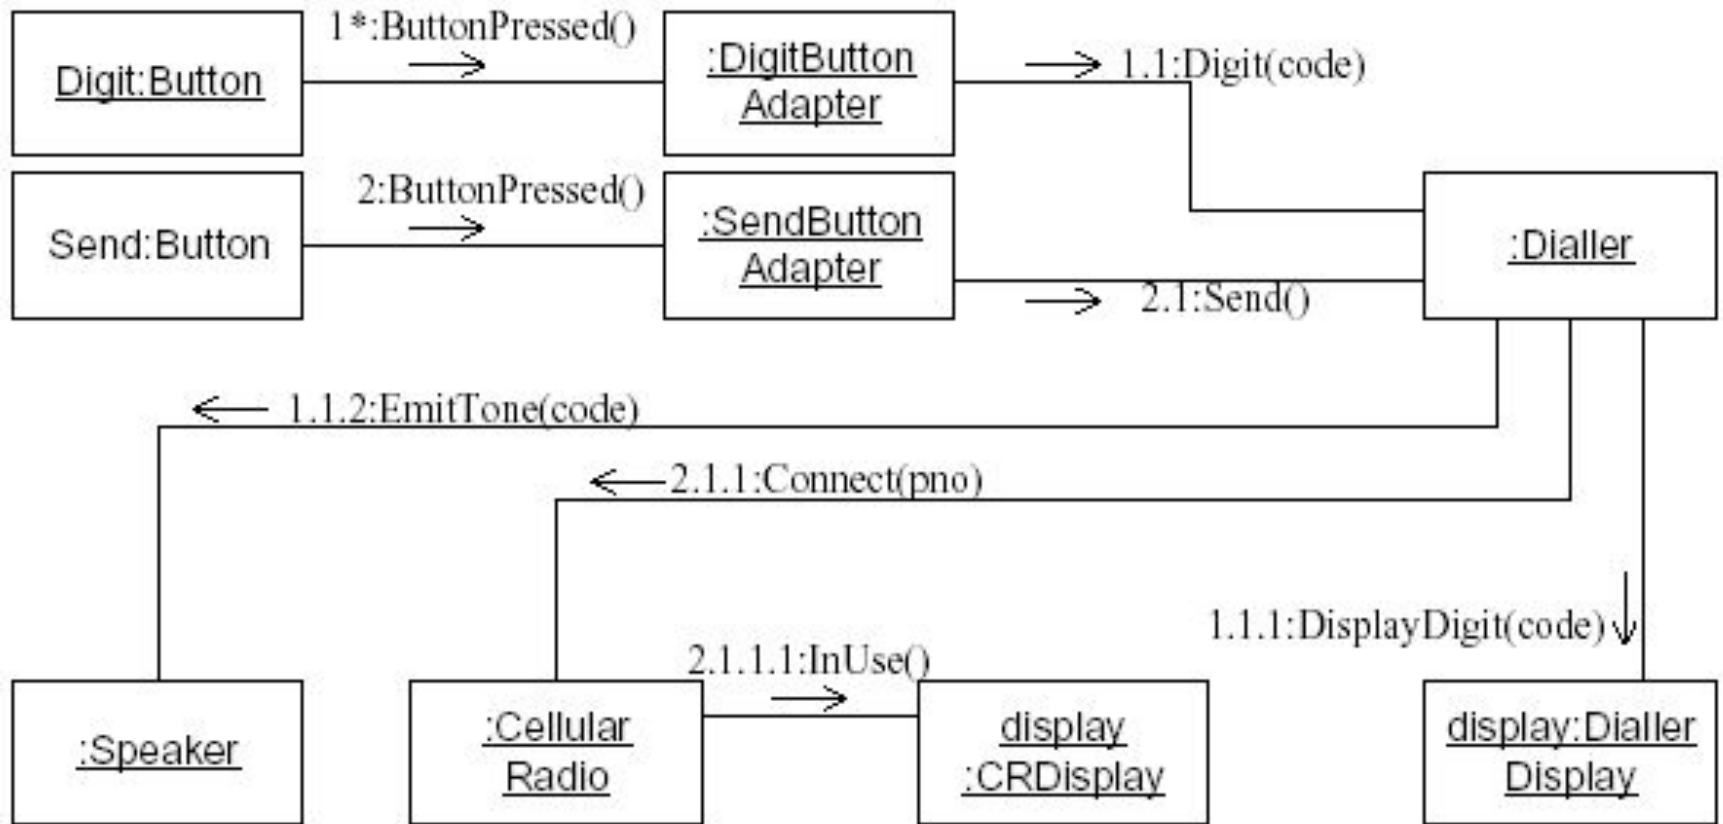 1*:ButtonPressed()
Digit:Button
:DigitButton
Adapter
1.1:Digit(code)
2:ButtonPressed()
Send:Button
:SendButton
Adapter
2.1:Send()
:Dialler
1.1.2:EmitTone(code)
2.1.1:Connect(pno)
1.1.1:DisplayDigit(code)
2.1.1.1:InUse()
:Speaker
:Cellular
Radio
display
:CRDisplay
display:Dialler
Display